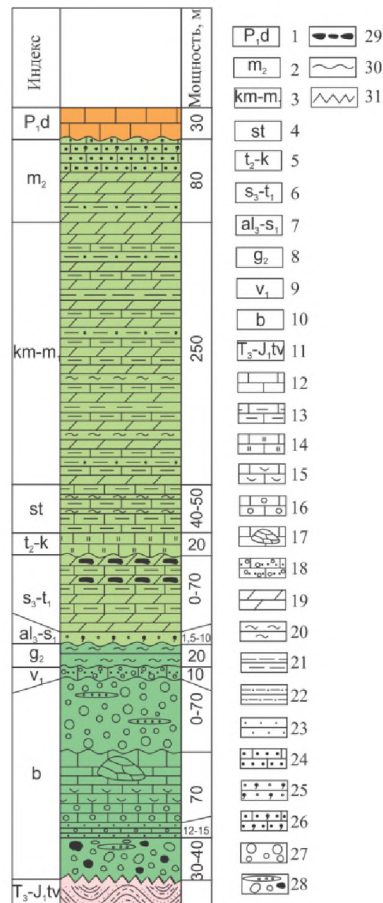 Индекс
Мощность, м
P₁d 30
m₂ 80
km-m₁ 250
st 40-50
t₂-k 20
s₃-t₁ 0-70
al₃-s₁ 1,5-10
g₂ 20
v₁ 10
0-70
b 70
12-15
30-40
T₃-J₁tv
P₁d 1 29
m₂ 2 30
km-m₁ 3 31
st 4
t₂-k 5
s₃-t₁ 6
al₃-s₁ 7
g₂ 8
v₁ 9
b 10
T₃-J₁tv 11
12
13
14
15
16
17
18
19
20
21
22
23
24
25
26
27
28